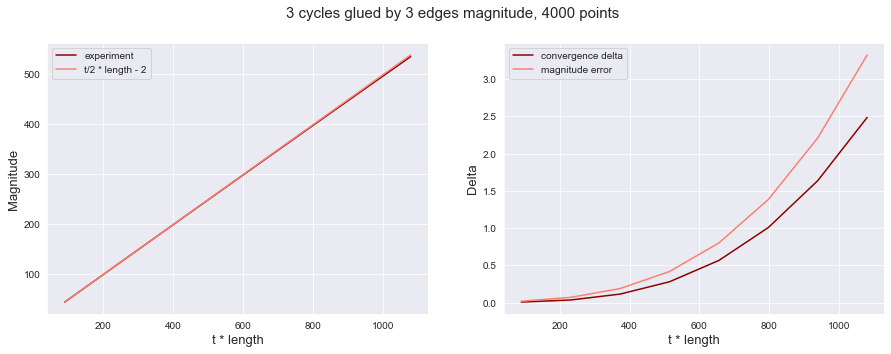 3 cycles glued by 3 edges magnitude, 4000 points
experiment
t/2 * length - 2
Magnitude
500
400
300
200
100
200
400
600
800
1000
t * length
convergence delta
magnitude error
Delta
3.0
2.5
2.0
1.5
1.0
0.5
0.0
200
400
600
800
1000
t * length